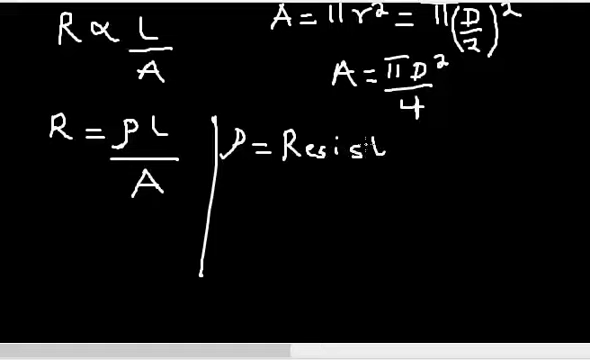 R ∝ L/A
A = πr² = π(D/2)²
A = πD²/4
R = ρL/A
ρ = Resist